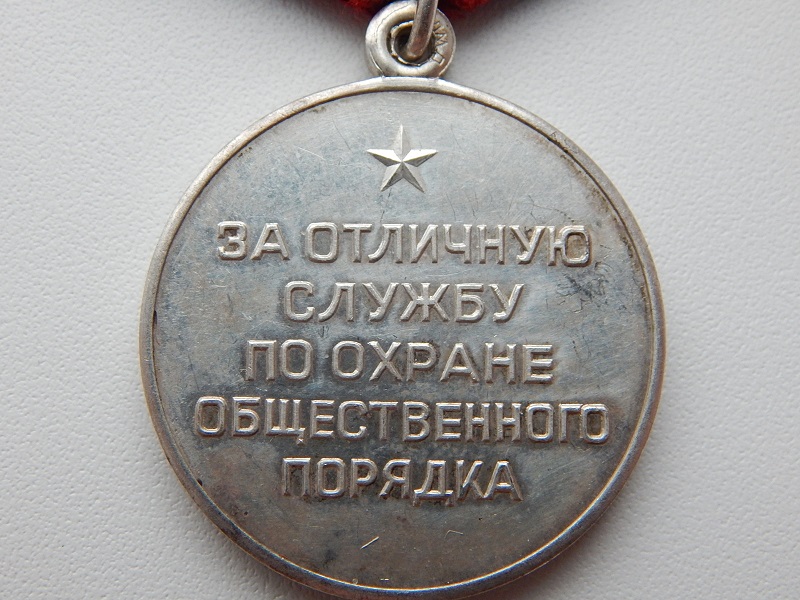 ЗА ОТЛИЧНУЮ
СЛУЖБУ
ПО ОХРАНЕ
ОБЩЕСТВЕННОГО
ПОРЯДКА